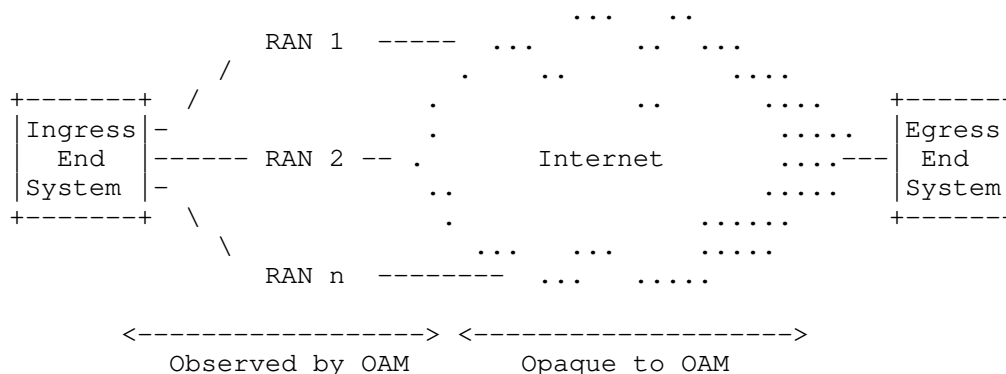 RAN 1
Ingress Egress
End RAN 2 Internet End
System System
RAN n
Observed by OAM Opaque to OAM